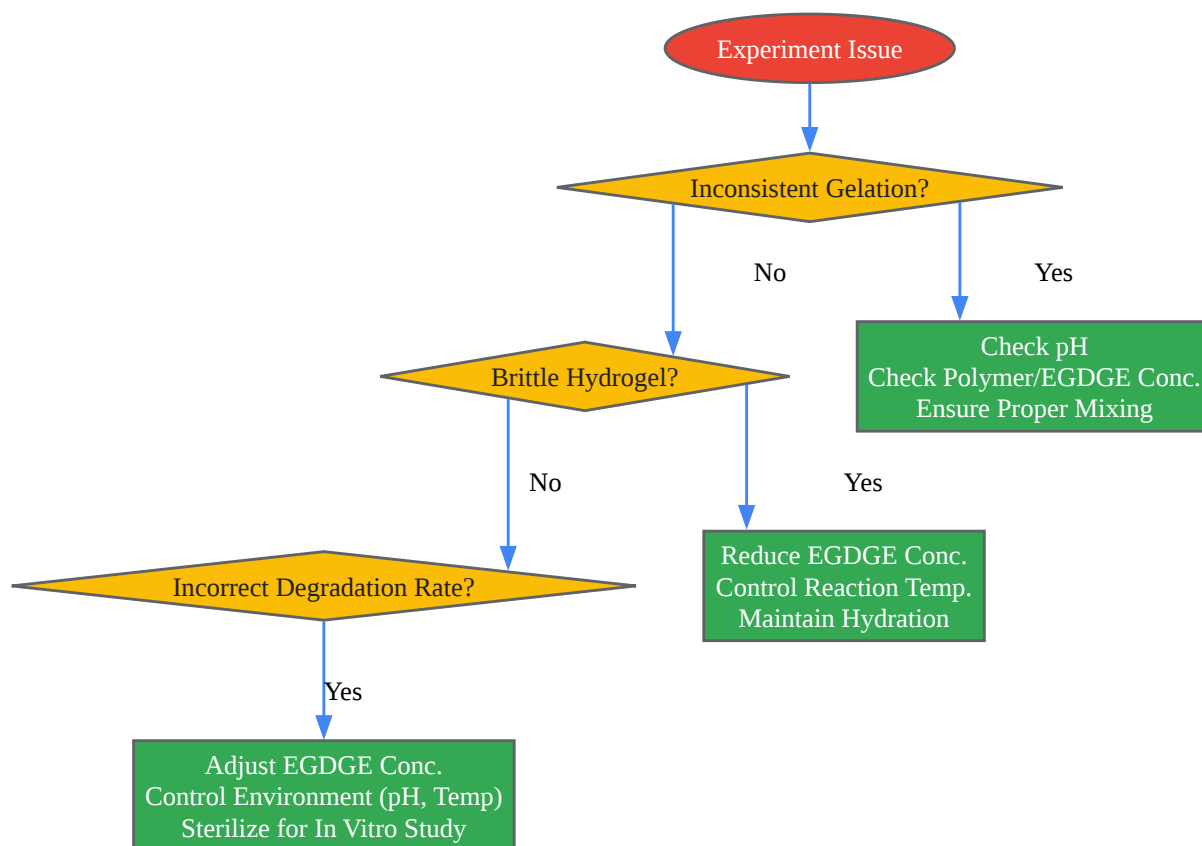 Experiment Issue
Inconsistent Gelation?
No
Yes
Check pH
Check Polymer/EGDGE Conc.
Ensure Proper Mixing
Brittle Hydrogel?
No
Yes
Reduce EGDGE Conc.
Control Reaction Temp.
Maintain Hydration
Incorrect Degradation Rate?
Yes
Adjust EGDGE Conc.
Control Environment (pH, Temp)
Sterilize for In Vitro Study